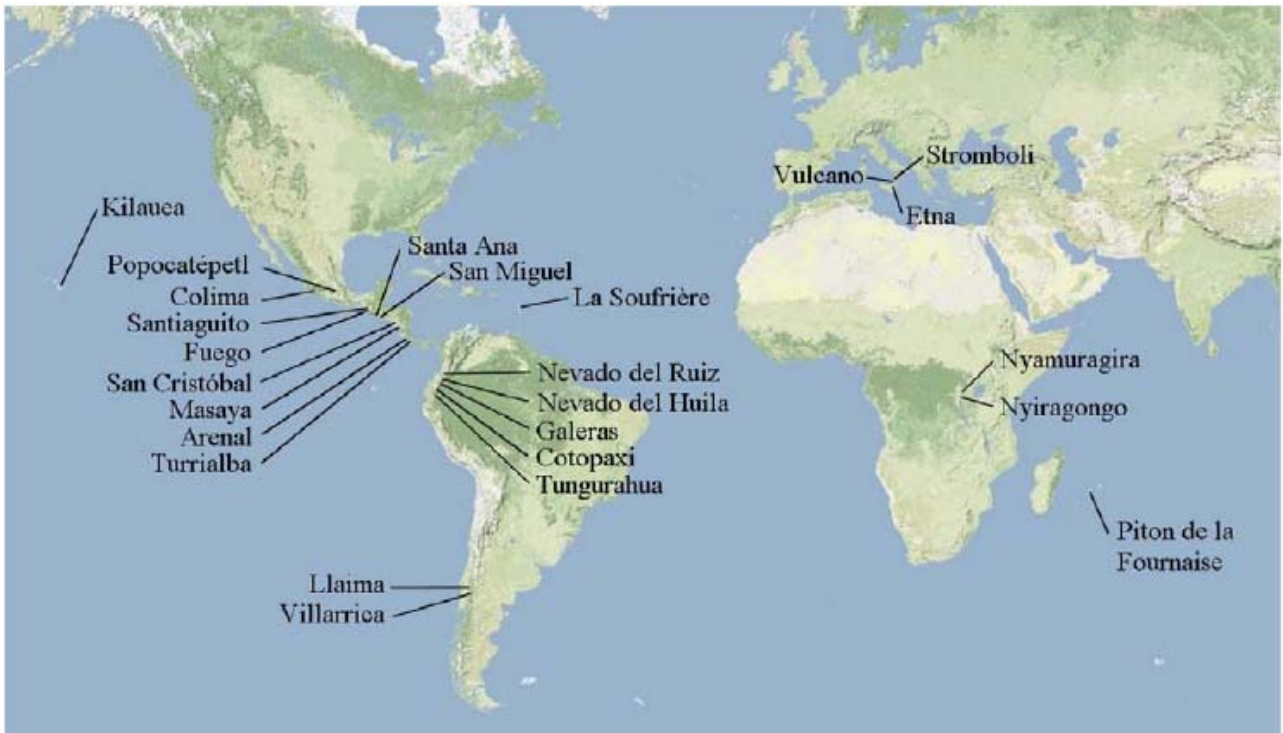 Stromboli
Vulcano
Etna
Kilauea
Santa Ana
San Miguel
Popocatépetl
Colima
La Soufrière
Santiaguito
Fuego
San Cristóbal
Masaya
Arenal
Turrialba
Nevado del Ruiz
Nevado del Huila
Galeras
Cotopaxi
Tungurahua
Nyamuragira
Nyiragongo
Piton de la
Fournaise
Llaima
Villarrica